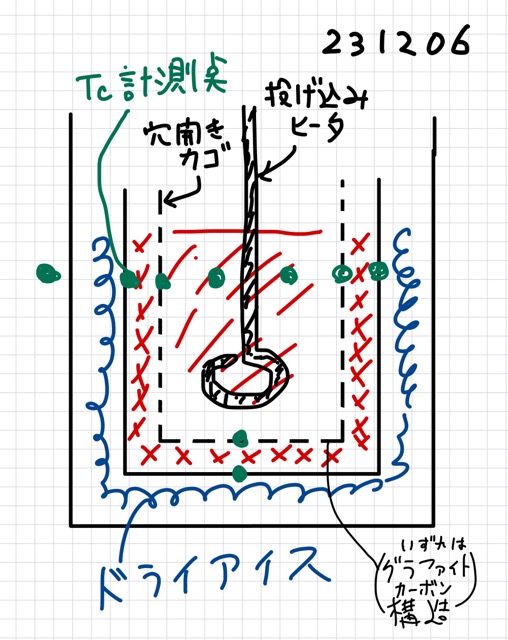 231206
Tc計測点
投げ込み
ヒータ
穴開き
カゴ
ドライアイス
いずれは
グラファイト
カーボン
構造